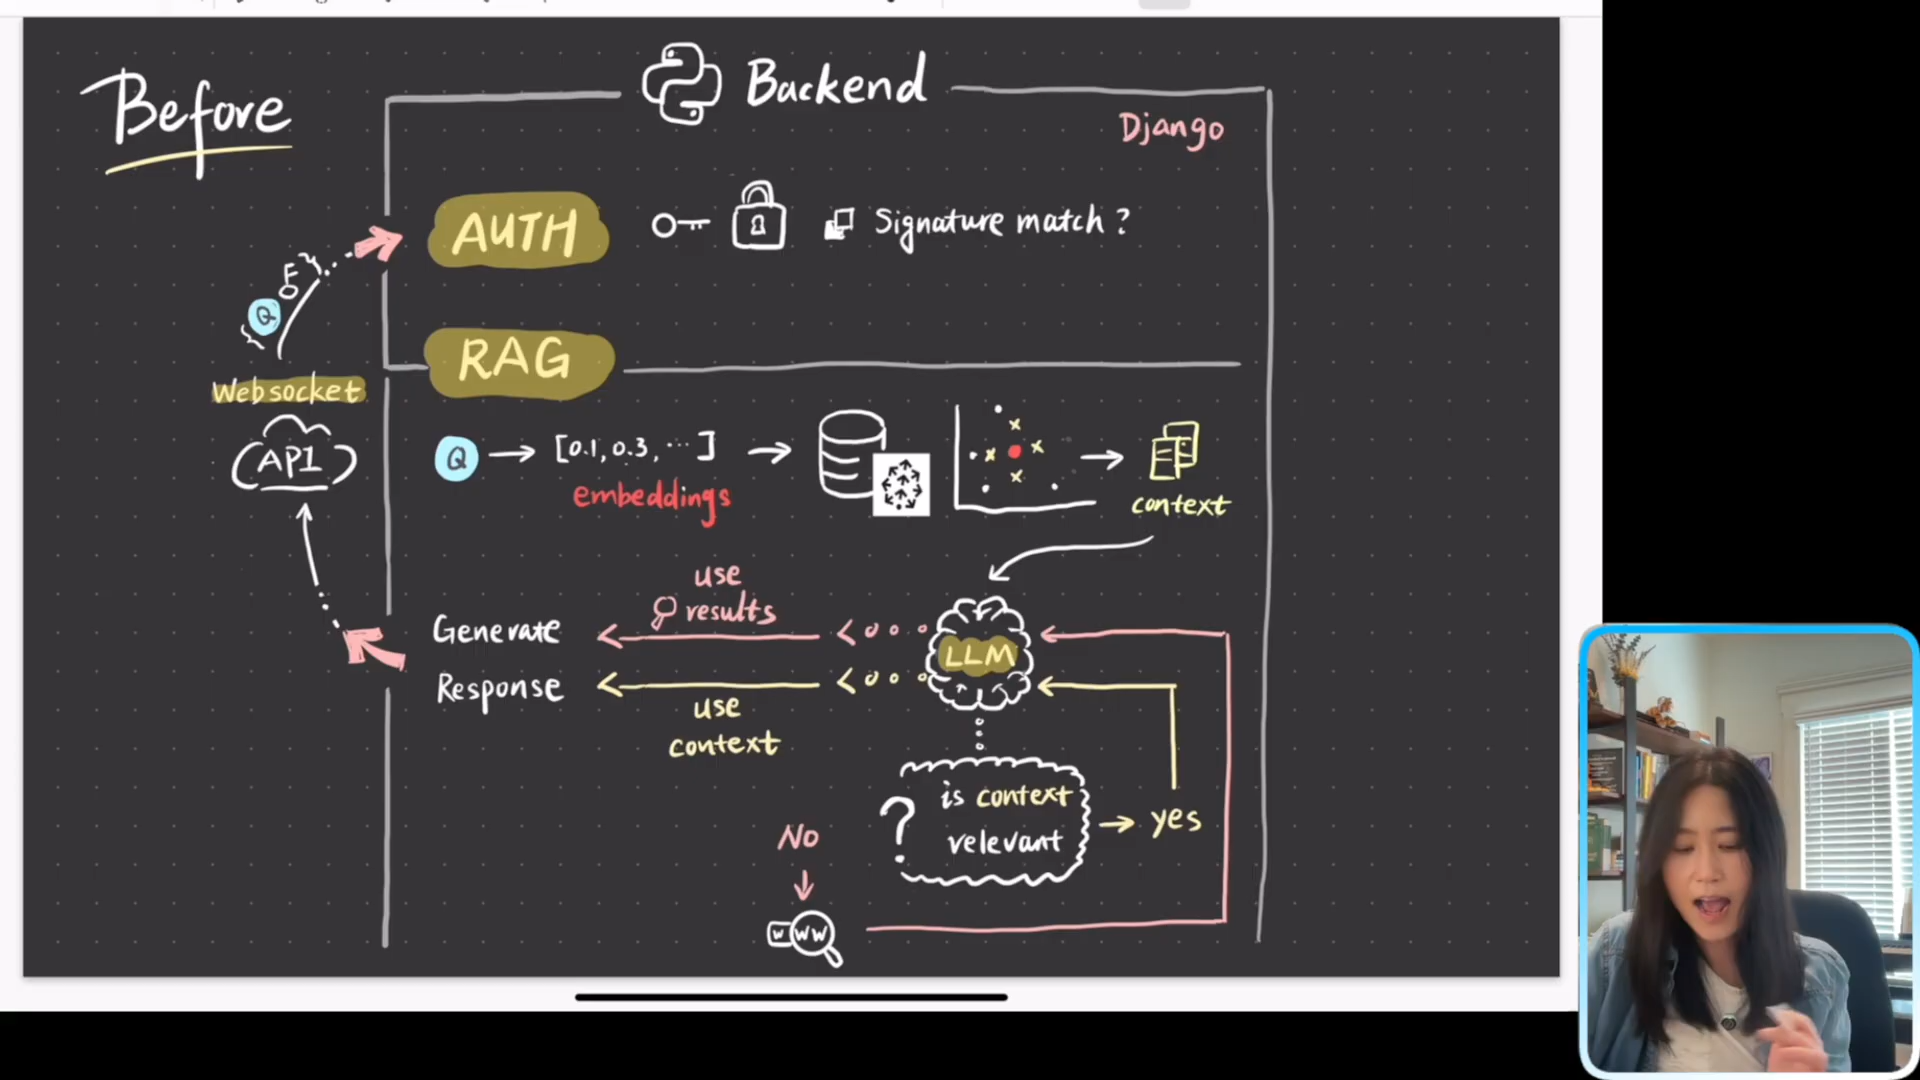 Before
Backend
Django
AUTH
Signature match ?
Q
RAG
Websocket
API
Q
[0.1, 0.3, ... ]
embeddings
context
use
results
Generate
LLM
Response
use
context
? is context
relevant
yes
No
www